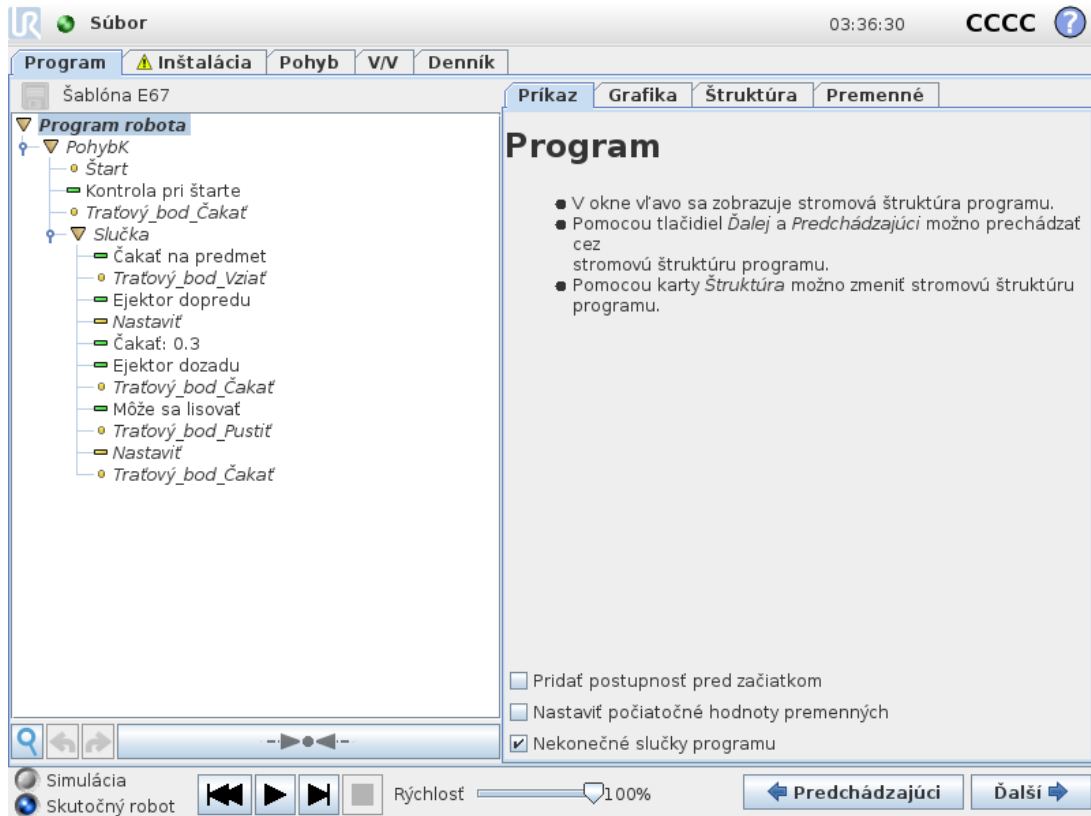 UR
Súbor
03:36:30
CCCC
?
Program
Inštalácia
Pohyb
V/V
Denník
Šablóna E67
Program robota
PohybK
Štart
Kontrola pri štarte
Traťový_bod_Čakať
Slučka
Čakať na predmet
Traťový_bod_Vziať
Ejektor dopredu
Nastaviť
Čakať: 0.3
Ejektor dozadu
Traťový_bod_Čakať
Môže sa lisovať
Traťový_bod_Pustiť
Nastaviť
Traťový_bod_Čakať
Príkaz
Grafika
Štruktúra
Premenné
Program
V okne vľavo sa zobrazuje stromová štruktúra programu.
Pomocou tlačidiel Ďalej a Predchádzajúci možno prechádzať
cez
stromovú štruktúru programu.
Pomocou karty Štruktúra možno zmeniť stromovú štruktúru
programu.
Pridať postupnosť pred začiatkom
Nastaviť počiatočné hodnoty premenných
Nekonečné slučky programu
Simulácia
Skutočný robot
Rýchlosť
100%
Predchádzajúci
Ďalší